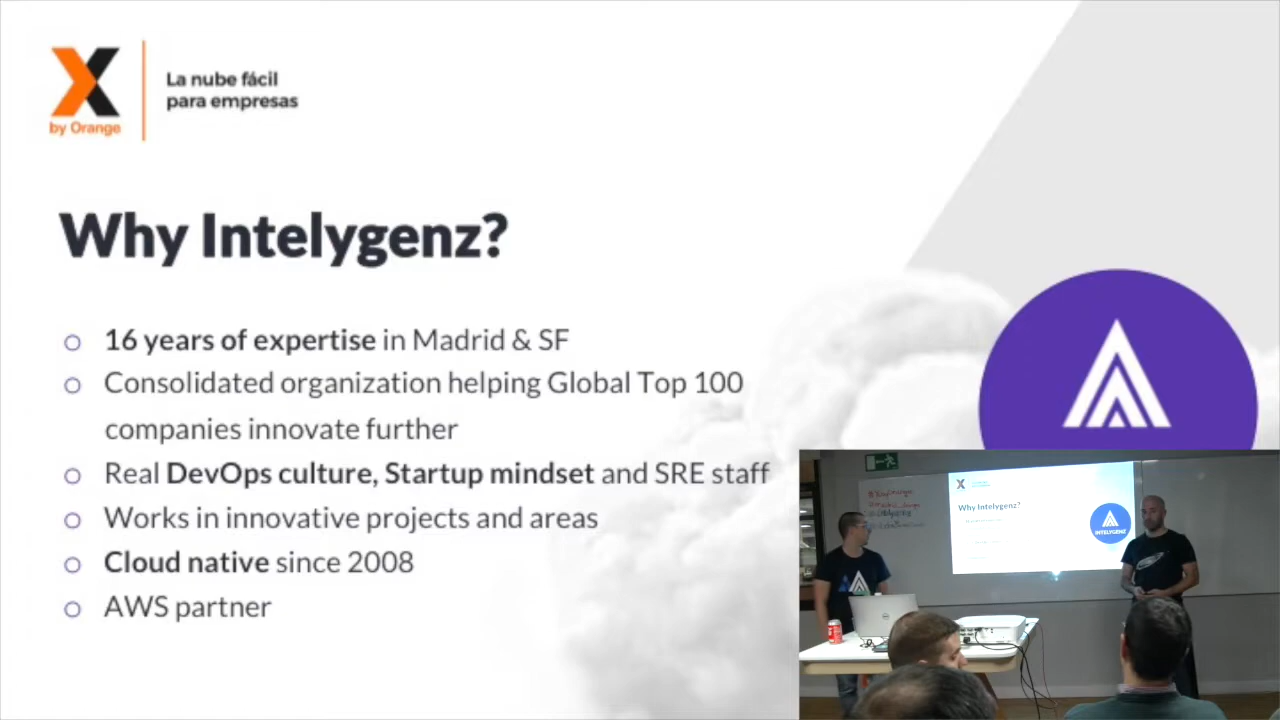 X
by Orange
La nube fácil
para empresas
Why Intelygenz?
16 years of expertise in Madrid & SF
Consolidated organization helping Global Top 100
companies innovate further
Real DevOps culture, Startup mindset and SRE staff
Works in innovative projects and areas
Cloud native since 2008
AWS partner
X
Why Intelygenz?
INTELYGENZ